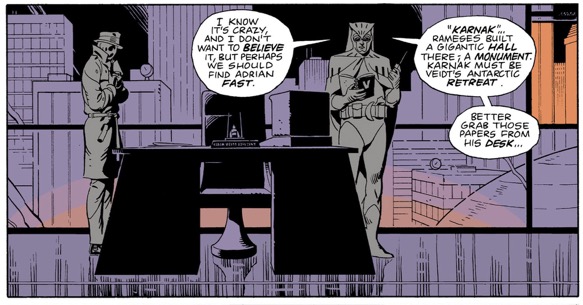 I KNOW
IT'S CRAZY,
AND I DON'T
WANT TO BELIEVE
IT, BUT PERHAPS
WE SHOULD
FIND ADRIAN
FAST.
"KARNAK"...
RAMESES BUILT
A GIGANTIC HALL
THERE; A MONUMENT.
KARNAK MUST BE
VEIDT'S ANTARCTIC
RETREAT.
BETTER
GRAB THOSE
PAPERS FROM
HIS DESK...